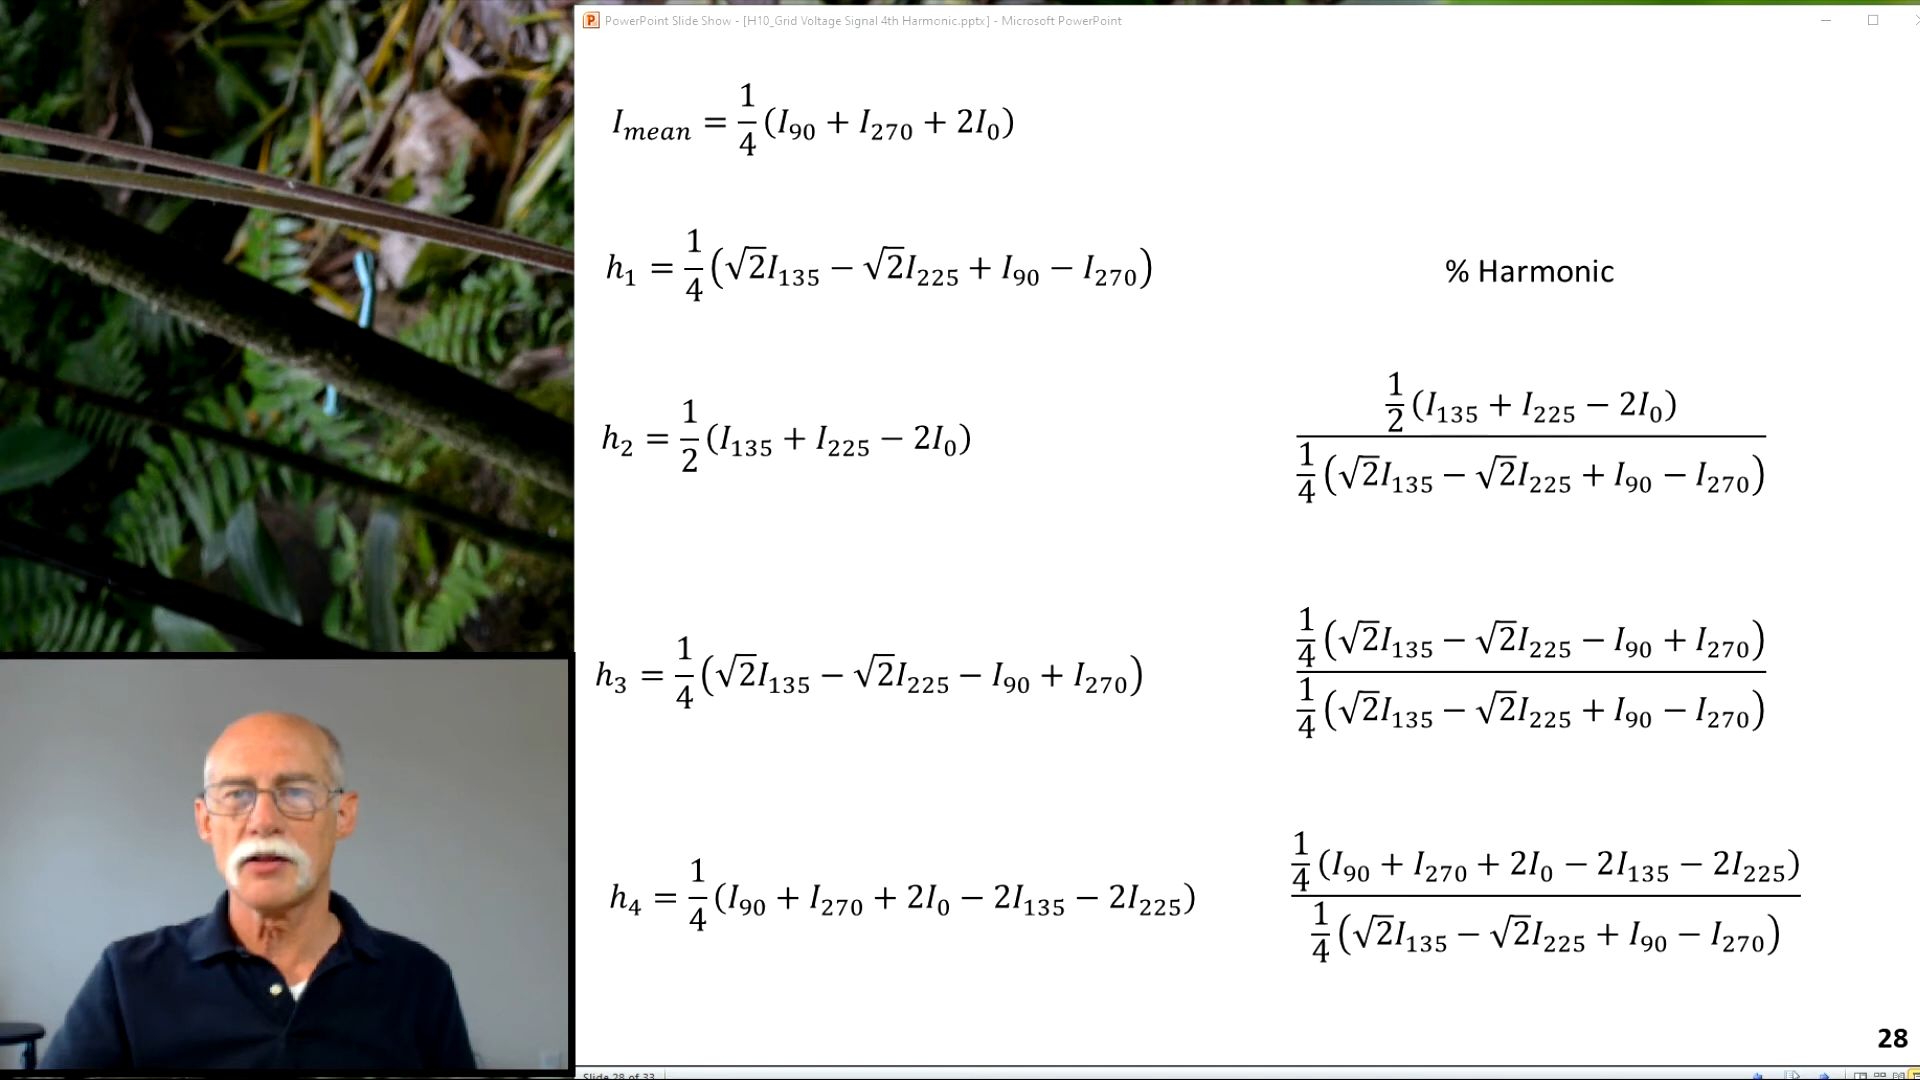 PowerPoint Slide Show - [H10_Grid Voltage Signal 4th Harmonic.pptx] - Microsoft PowerPoint
I_mean = 1/4 (I_90 + I_270 + 2I_0)
h_1 = 1/4 (√2I_135 − √2I_225 + I_90 − I_270)
% Harmonic
h_2 = 1/2 (I_135 + I_225 − 2I_0)
1/2 (I_135 + I_225 − 2I_0)
1/4 (√2I_135 − √2I_225 + I_90 − I_270)
h_3 = 1/4 (√2I_135 − √2I_225 − I_90 + I_270)
1/4 (√2I_135 − √2I_225 − I_90 + I_270)
1/4 (√2I_135 − √2I_225 + I_90 − I_270)
h_4 = 1/4 (I_90 + I_270 + 2I_0 − 2I_135 − 2I_225)
1/4 (I_90 + I_270 + 2I_0 − 2I_135 − 2I_225)
1/4 (√2I_135 − √2I_225 + I_90 − I_270)
28
Slide 28 of 33